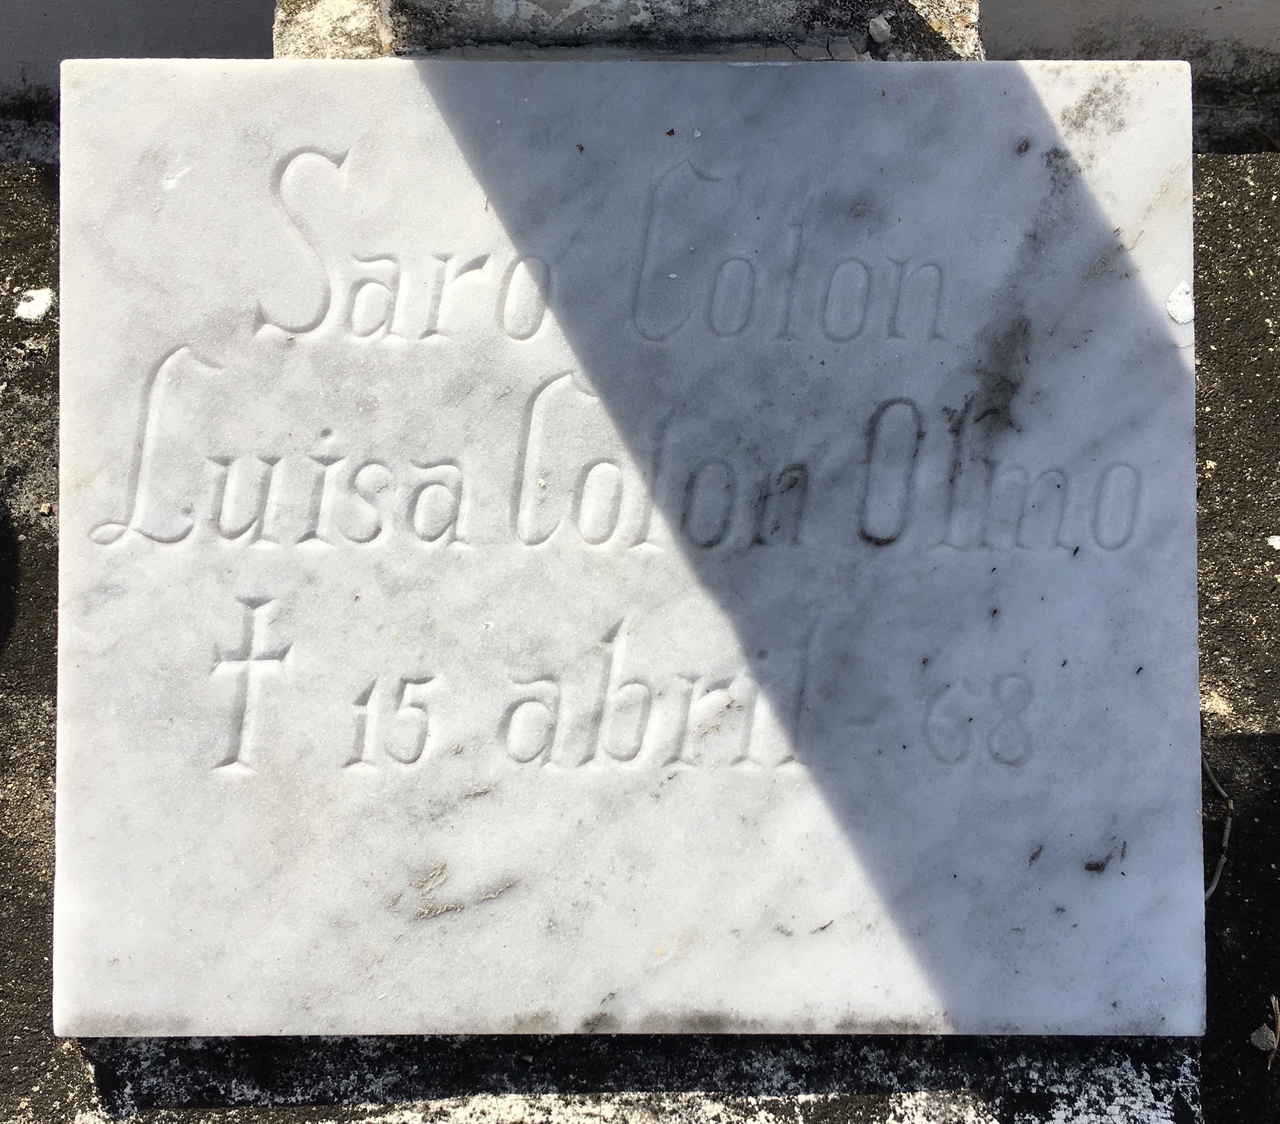 Saro Colon
Luisa Colon Olmo
† 15 abril - 68